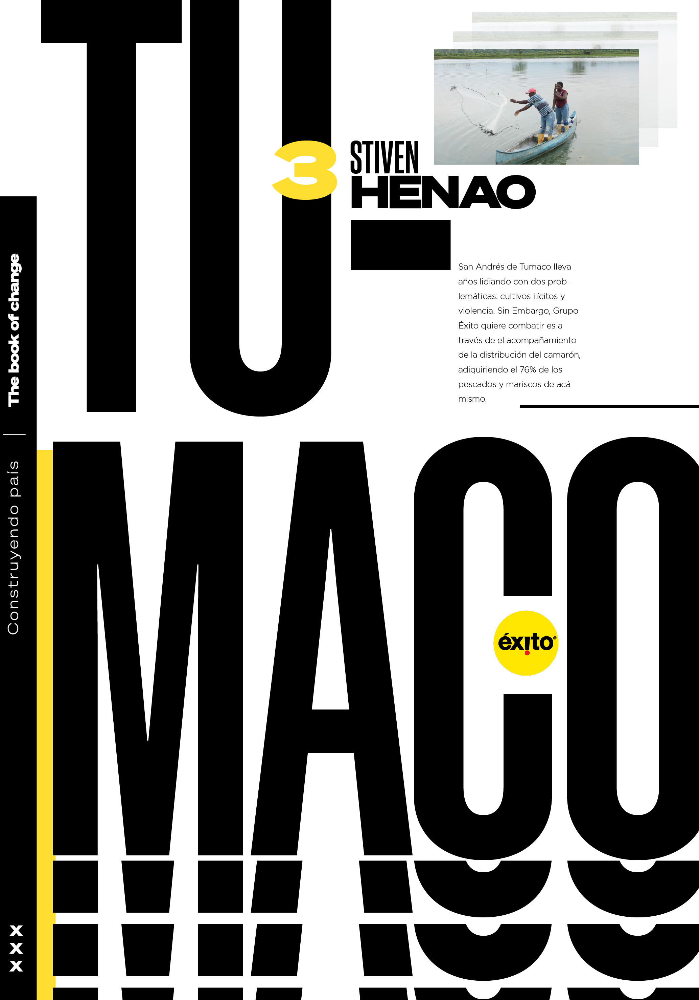 TU
3
STIVEN
HENAO
San Andrés de Tumaco lleva
años lidiando con dos prob-
lemáticas: cultivos ilícitos y
violencia. Sin Embargo, Grupo
Éxito quiere combatir es a
través de el acompañamiento
de la distribución del camarón,
adiquiriendo el 76% de los
pescados y mariscos de acá
mismo.
The book of change
Construyendo país
MACO
éxito®
x
x
x